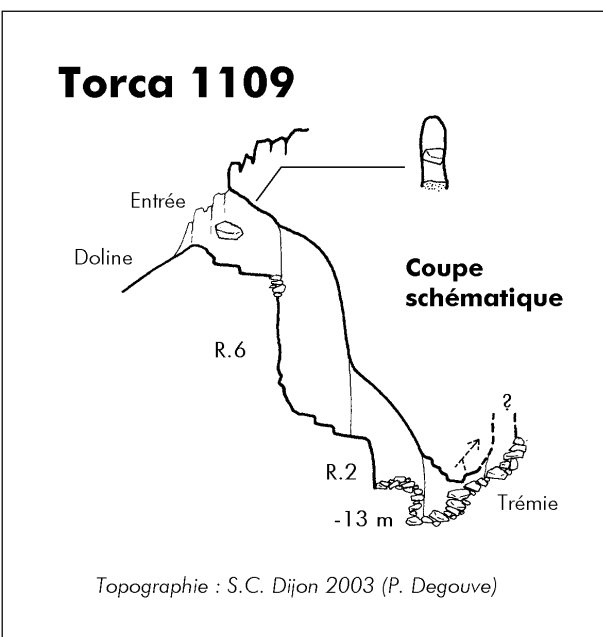 Torca 1109
Entrée
Doline
Coupe
schématique
R.6
?
R.2
Trémie
-13 m
Topographie : S.C. Dijon 2003 (P. Degouve)